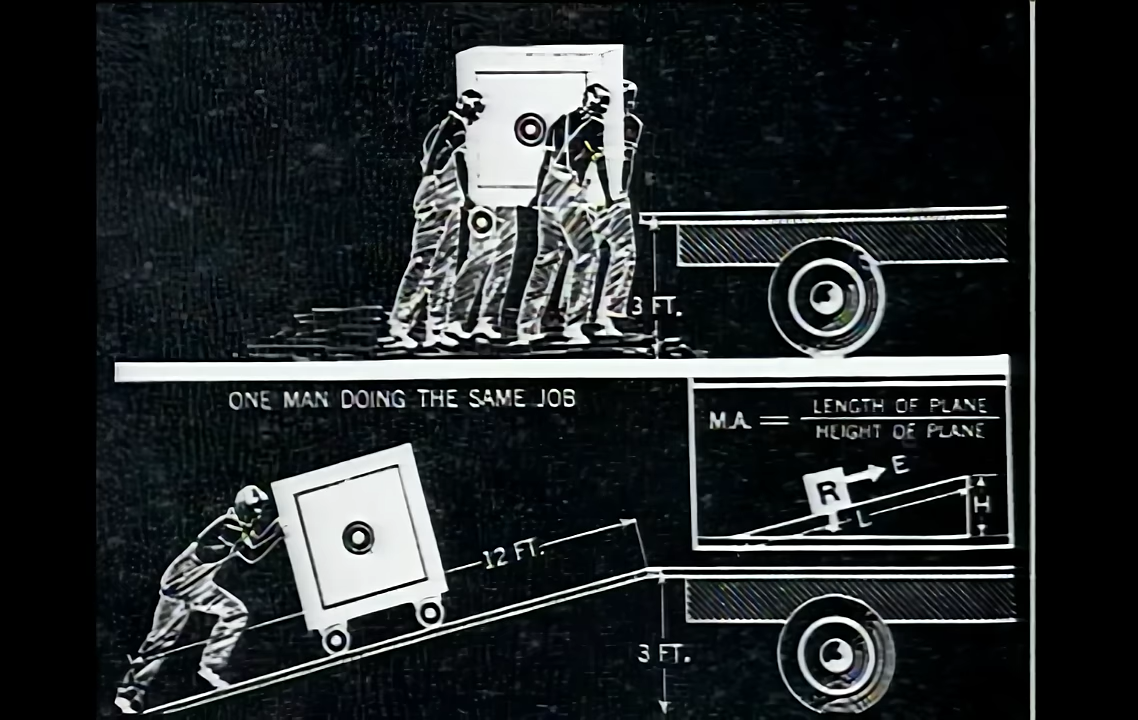 3 FT.
ONE MAN DOING THE SAME JOB
M.A. = LENGTH OF PLANE
HEIGHT OF PLANE
E
R
L
H
12 FT.
3 FT.